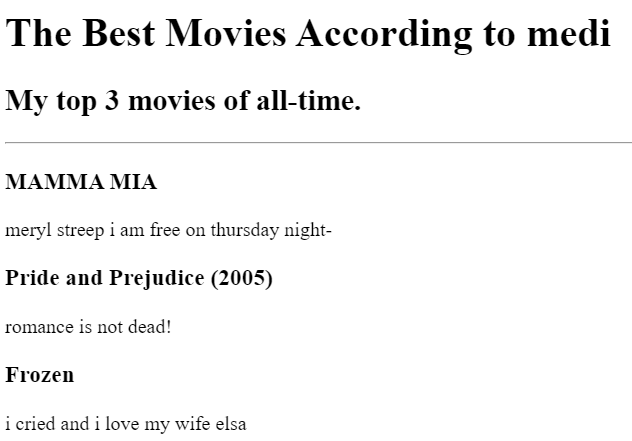 The Best Movies According to medi
My top 3 movies of all-time.
MAMMA MIA
meryl streep i am free on thursday night-
Pride and Prejudice (2005)
romance is not dead!
Frozen
i cried and i love my wife elsa